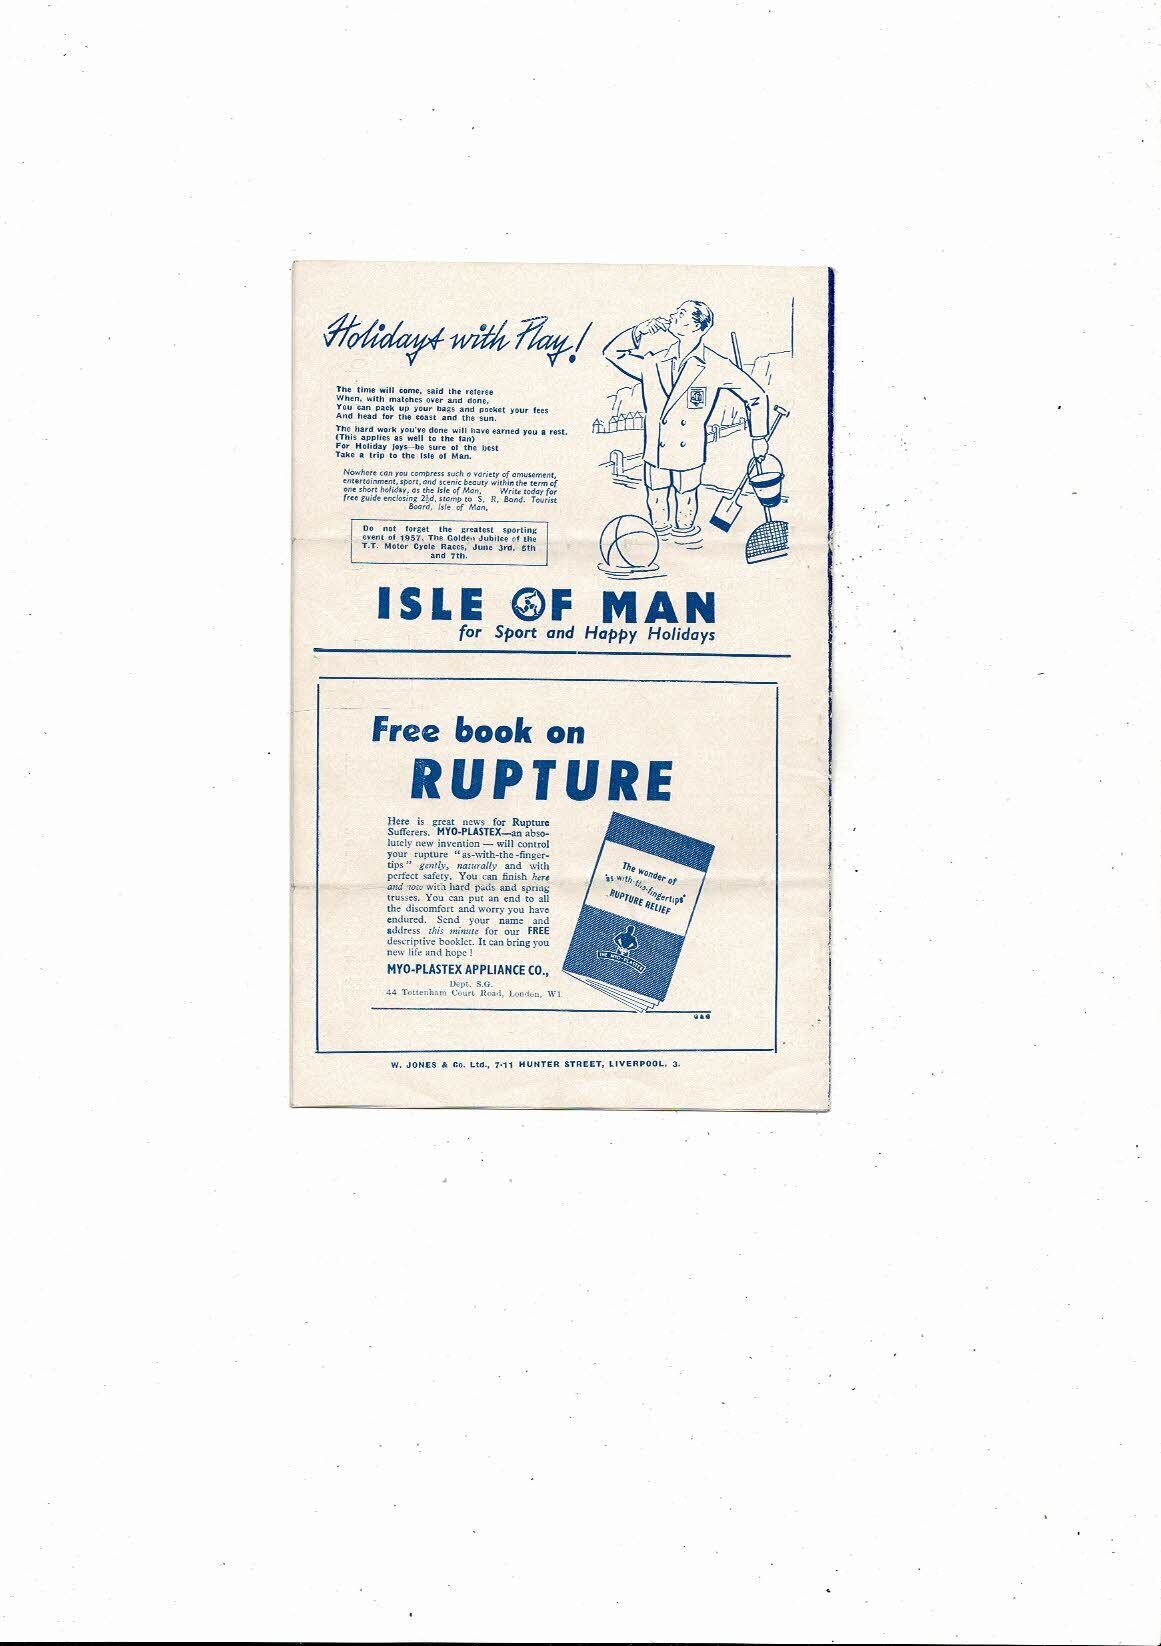 Holidays with Play!
The time will come, said the referee
When, with matches over and done,
You can pack up your bags and pocket your fees
And head for the coast and the sun.
The hard work you've done will have earned you a rest.
(This applies as well to the fan)
For Holiday joys—be sure of the best
Take a trip to the Isle of Man.
Nowhere can you compress such a variety of amusement,
entertainment, sport, and scenic beauty within the term of
one short holiday, as the Isle of Man. Write today for
free guide enclosing 2½d, stamp to S. R. Bond. Tourist
Board, Isle of Man.
Do not forget the greatest sporting
event of 1957. The Golden Jubilee of the
T.T. Motor Cycle Races, June 3rd, 5th
and 7th.
ISLE OF MAN
for Sport and Happy Holidays
Free book on
RUPTURE
Here is great news for Rupture
Sufferers. MYO-PLASTEX—an abso-
lutely new invention — will control
your rupture "as-with-the-finger-
tips" gently, naturally and with
perfect safety. You can finish here
and now with hard pads and spring
trusses. You can put an end to all
the discomfort and worry you have
endured. Send your name and
address this minute for our FREE
descriptive booklet. It can bring you
new life and hope !
MYO-PLASTEX APPLIANCE CO.,
Dept. S.G.
44 Tottenham Court Road, London, W1
The wonder of
"as with-the-fingertips"
RUPTURE RELIEF
THE MYO-PLASTEX
G&G
W. JONES & Co. Ltd., 7-11 HUNTER STREET, LIVERPOOL, 3.